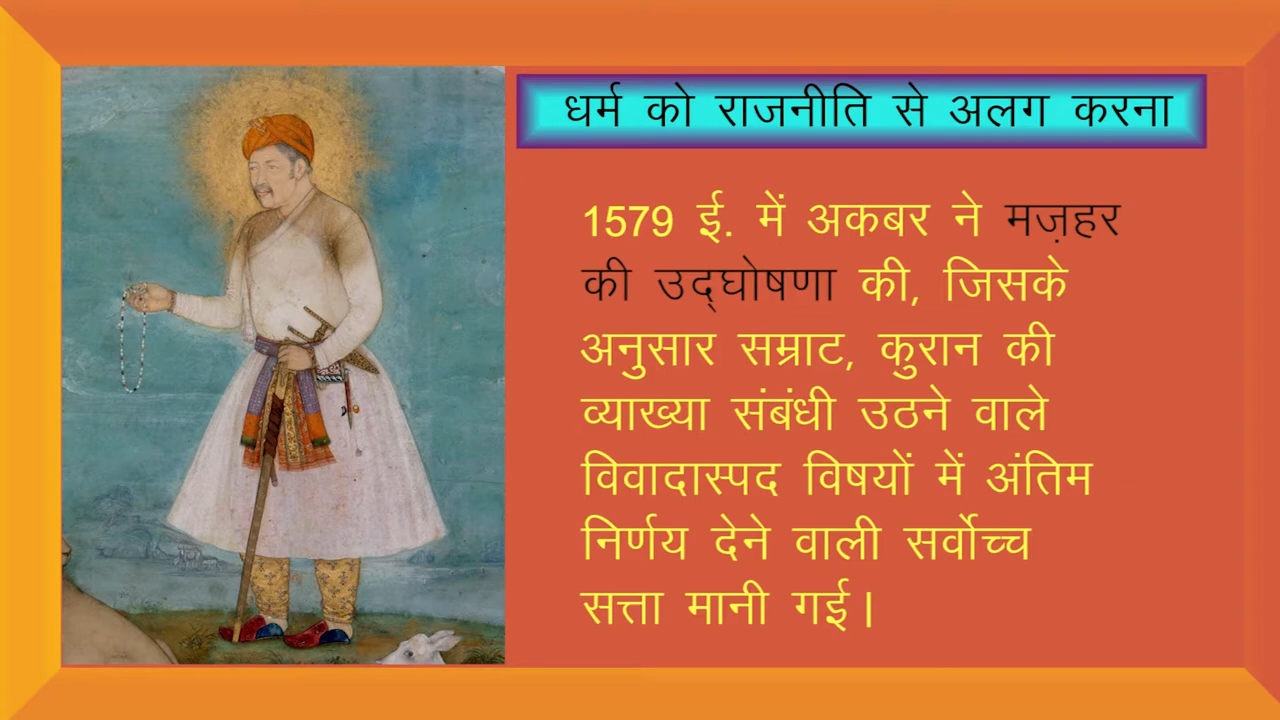 धर्म को राजनीति से अलग करना
1579 ई. में अकबर ने मज़हर
की उद्घोषणा की, जिसके
अनुसार सम्राट, कुरान की
व्याख्या संबंधी उठने वाले
विवादास्पद विषयों में अंतिम
निर्णय देने वाली सर्वोच्च
सत्ता मानी गई।